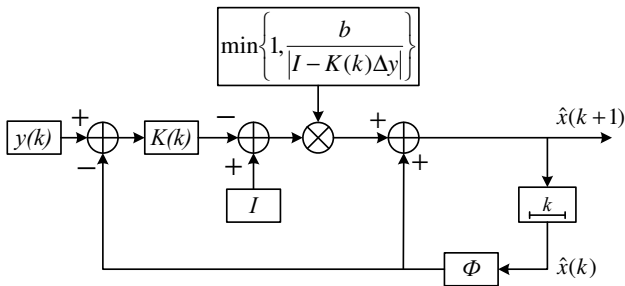 min{1, b / |I − K(k)Δy|}
x̂(k+1)
y(k)
+
−
K(k)
−
+
I
+
+
k
Φ
x̂(k)